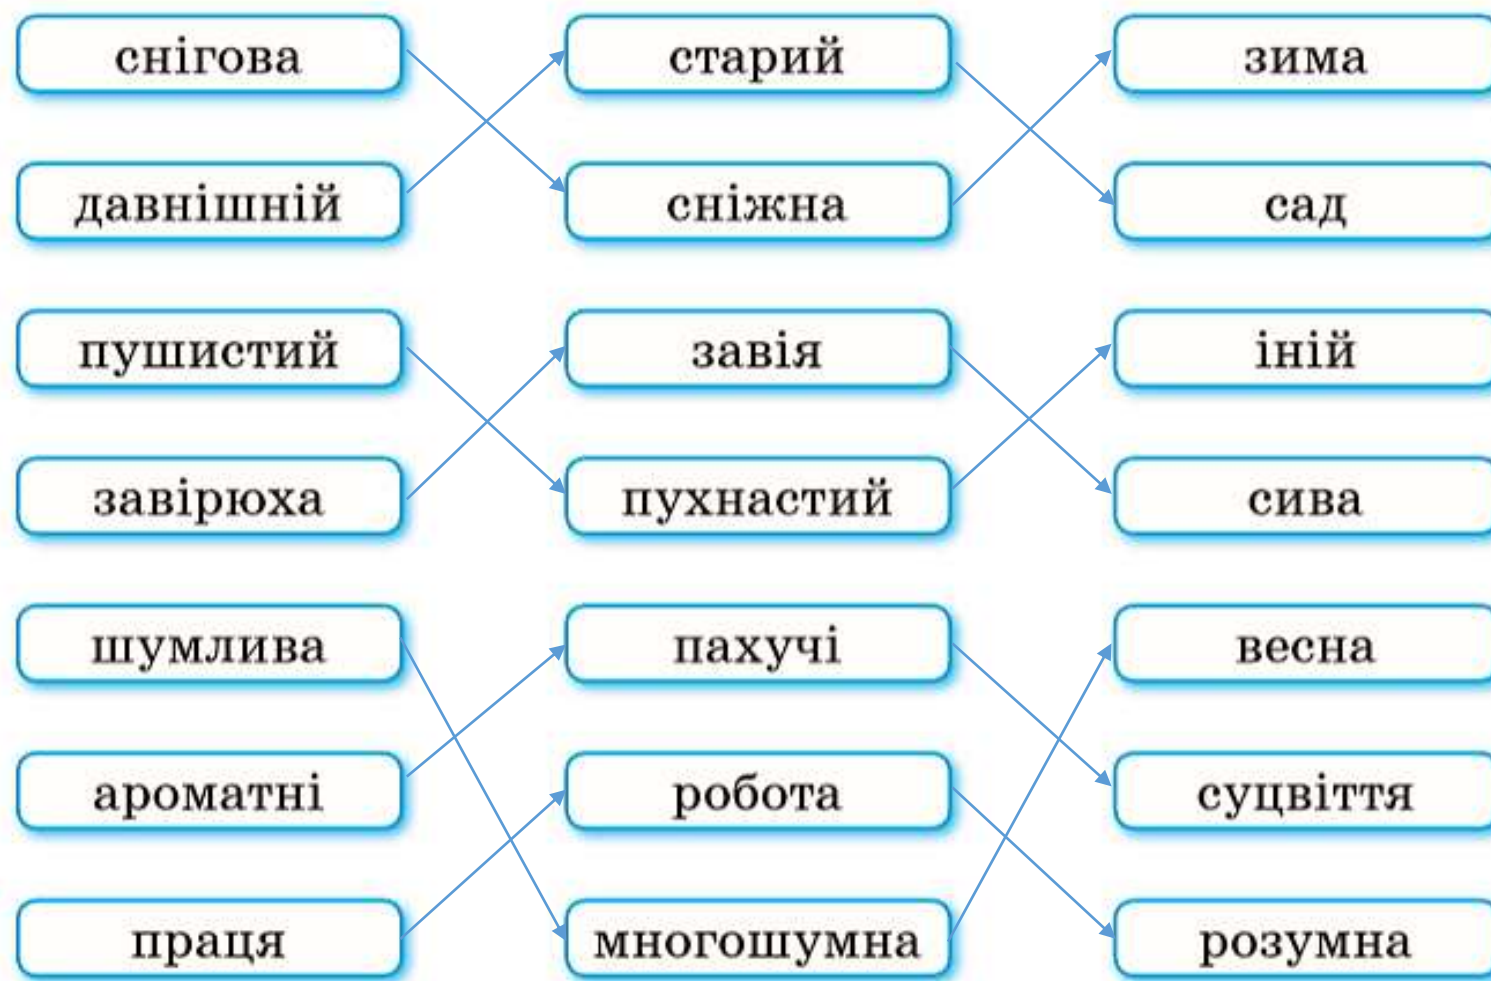 снігова старий зима
давнішній сніжна сад
пушистий завія іній
завірюха пухнастий сива
шумлива пахучі весна
ароматні робота суцвіття
праця многошумна розумна